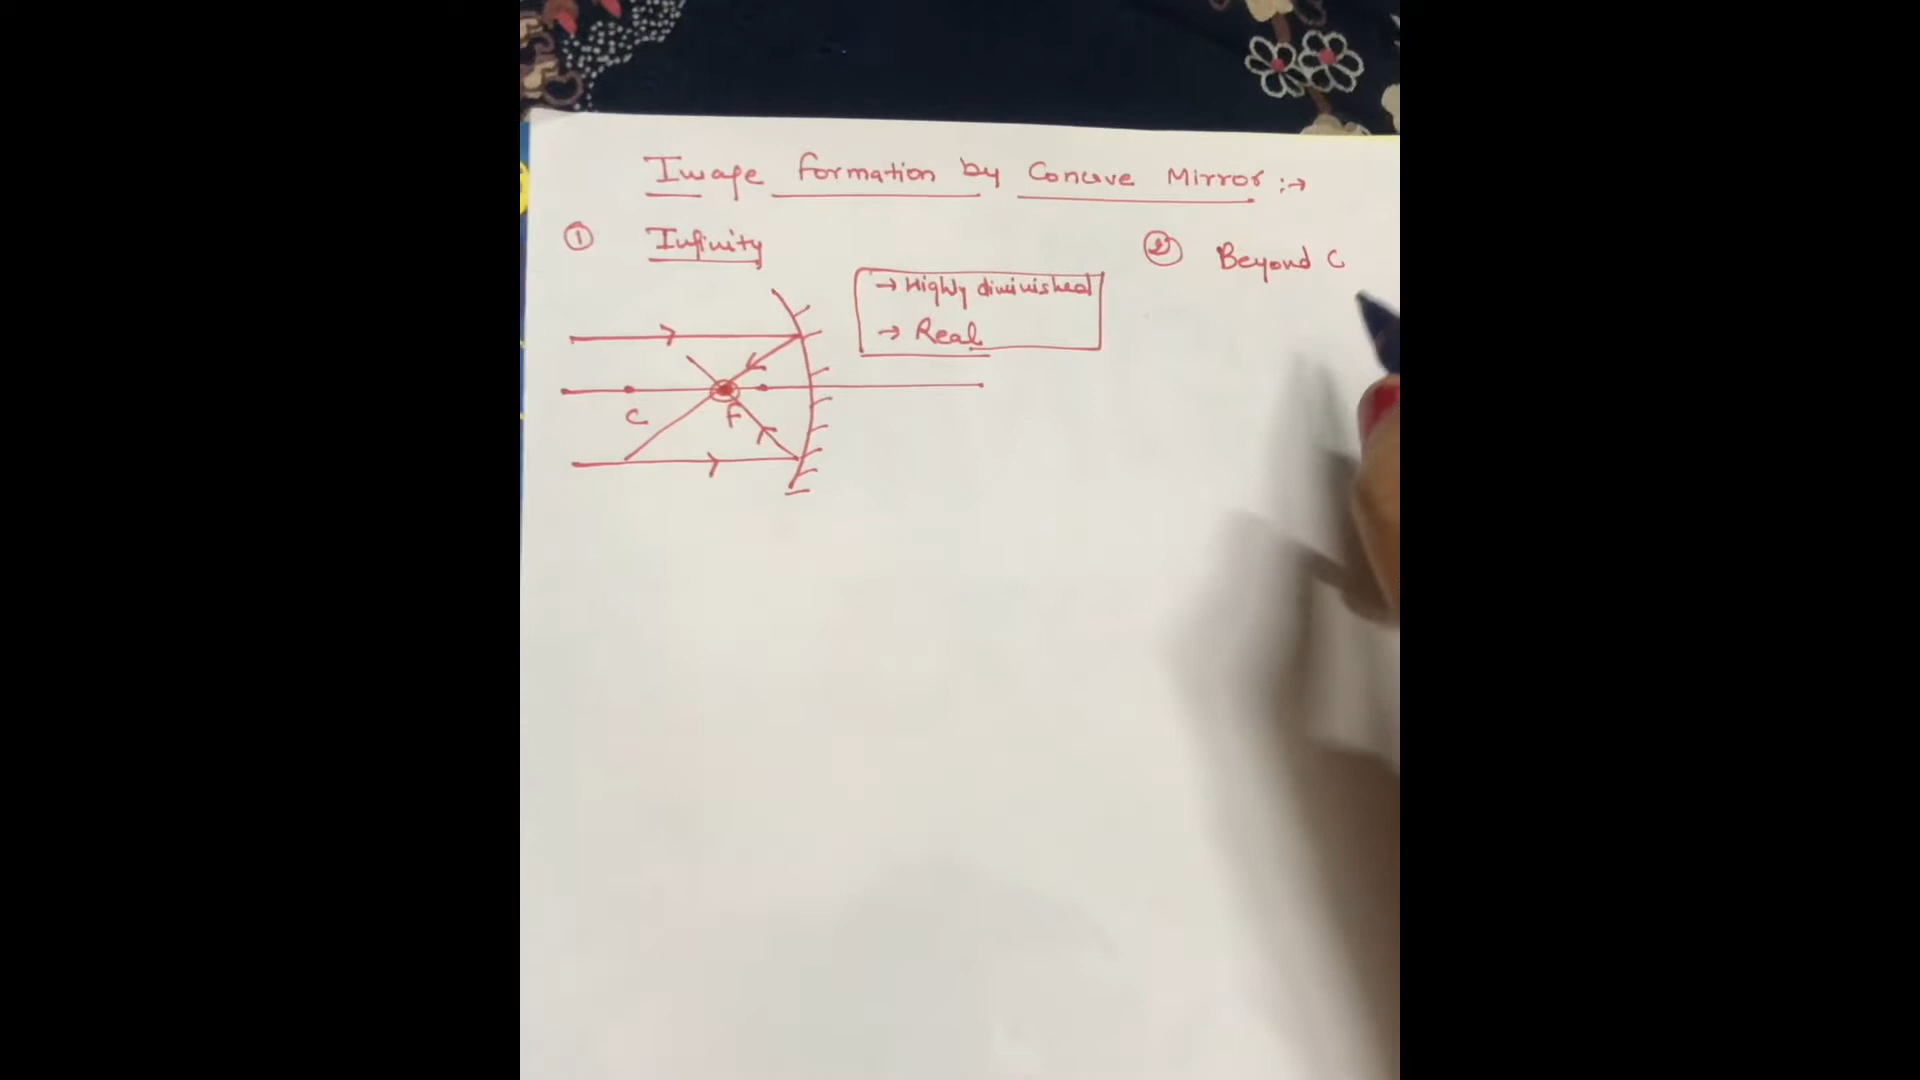 Image formation by Concave Mirror :→
① Infinity
→ Highly diminished
→ Real
C
F
② Beyond C